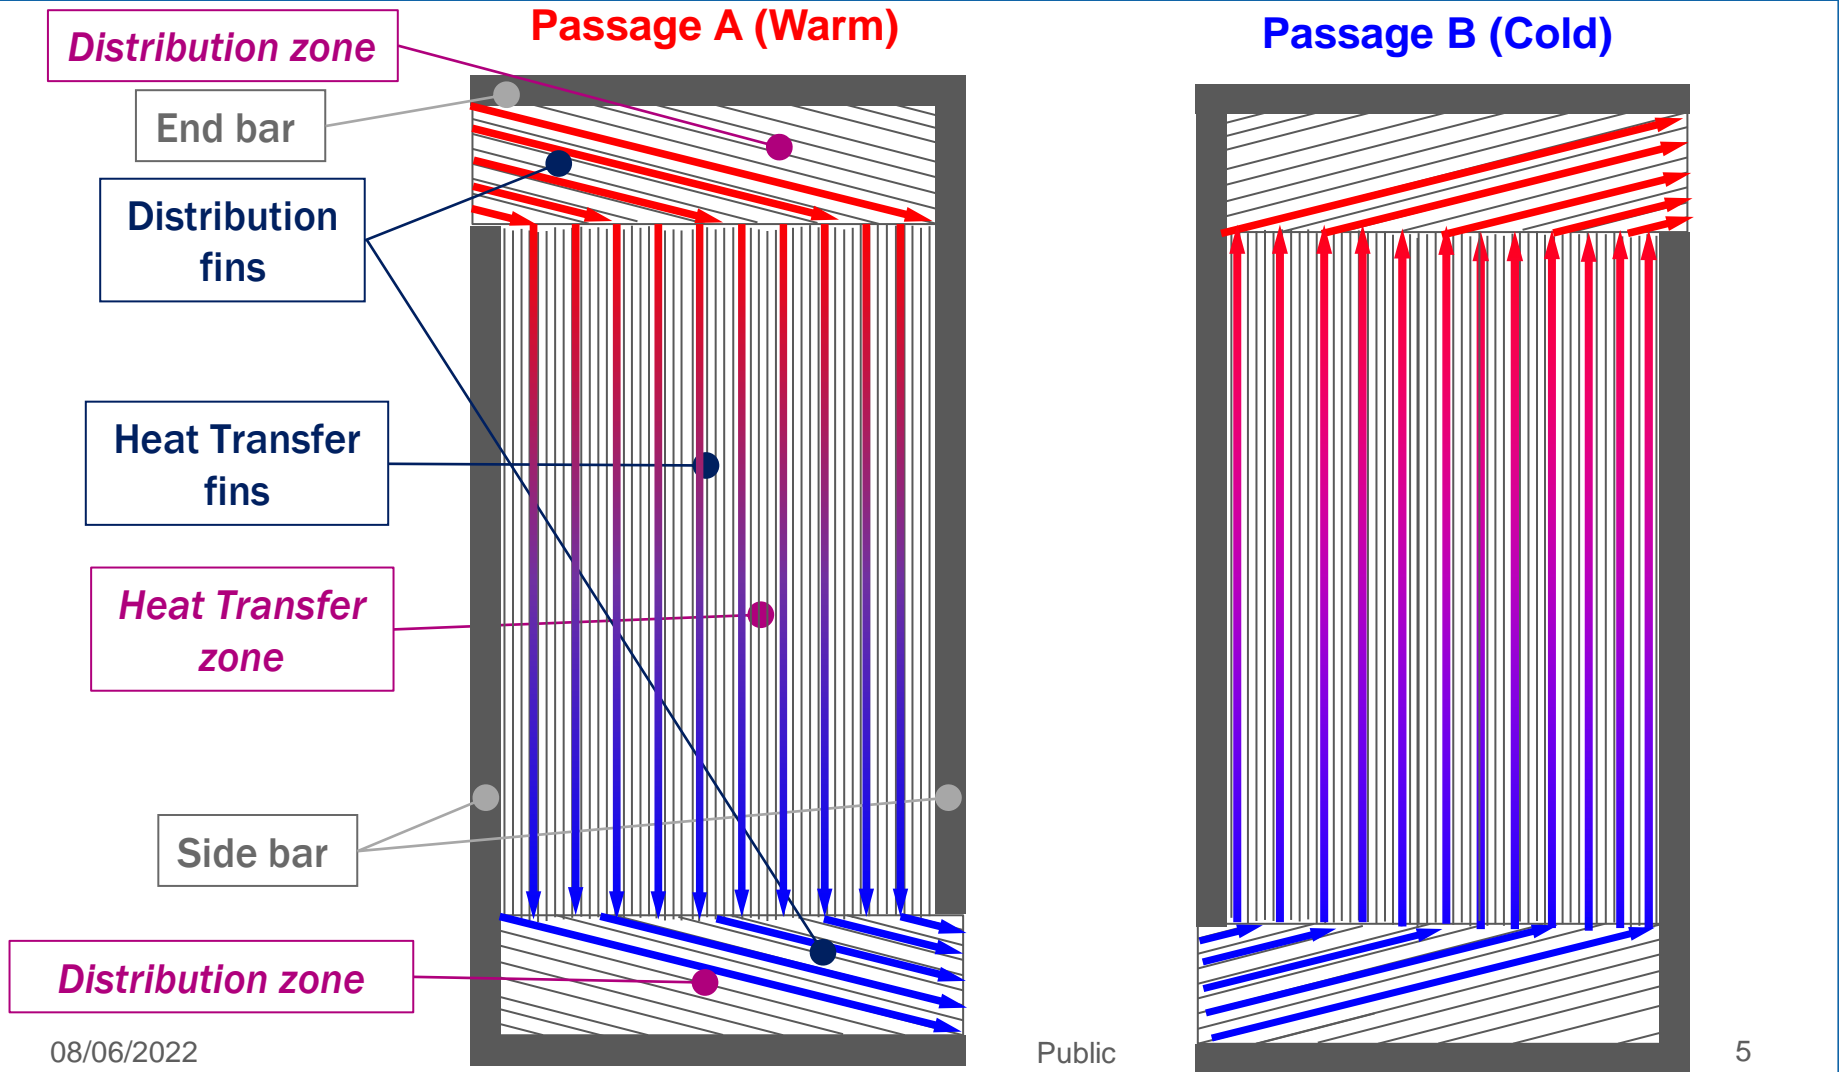 Passage A (Warm)
Passage B (Cold)
Distribution zone
End bar
Distribution
fins
Heat Transfer
fins
Heat Transfer
zone
Side bar
Distribution zone
08/06/2022
Public
5